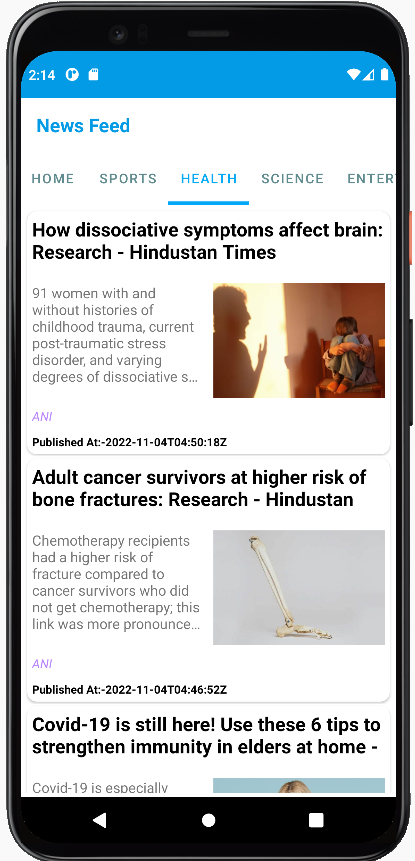 2:14
News Feed
HOME SPORTS HEALTH SCIENCE ENTER
How dissociative symptoms affect brain:
Research - Hindustan Times
91 women with and
without histories of
childhood trauma, current
post-traumatic stress
disorder, and varying
degrees of dissociative s...
ANI
Published At:-2022-11-04T04:50:18Z
Adult cancer survivors at higher risk of
bone fractures: Research - Hindustan
Chemotherapy recipients
had a higher risk of
fracture compared to
cancer survivors who did
not get chemotherapy; this
link was more pronounce...
ANI
Published At:-2022-11-04T04:46:52Z
Covid-19 is still here! Use these 6 tips to
strengthen immunity in elders at home -
Covid-19 is especially